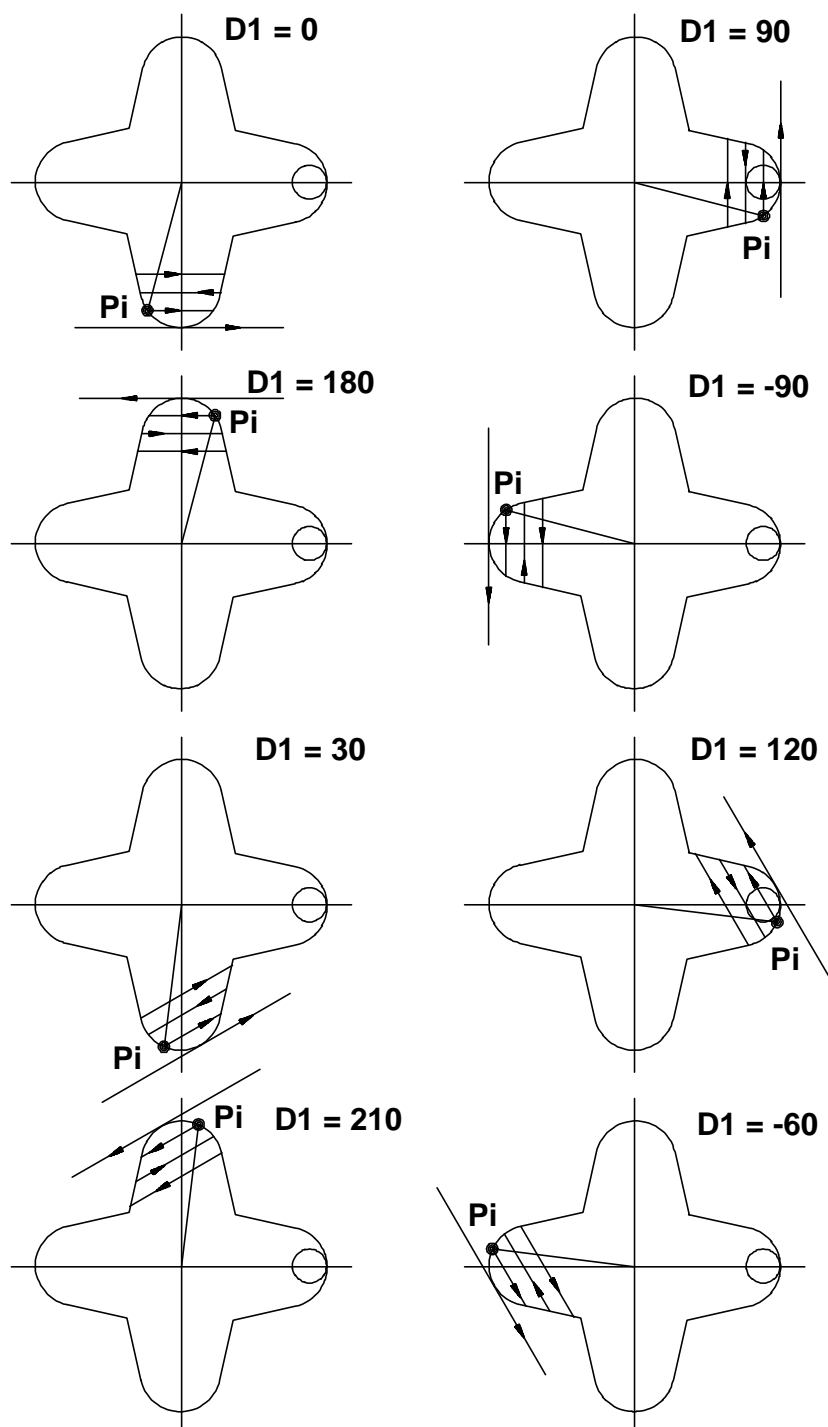 D1 = 0
D1 = 90
Pi
Pi
D1 = 180
D1 = -90
Pi
Pi
D1 = 30
D1 = 120
Pi
Pi
D1 = 210
D1 = -60
Pi
Pi